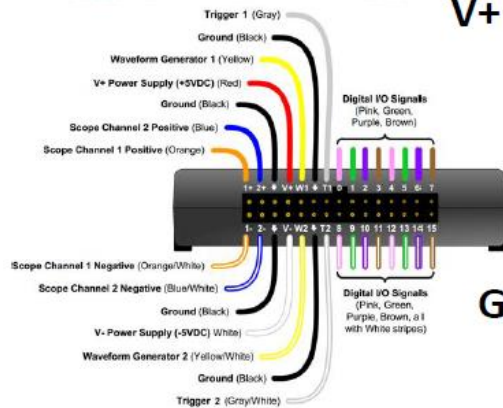 Trigger 1 (Gray)
V+
Ground (Black)
Waveform Generator 1 (Yellow)
V+ Power Supply (+5VDC) (Red)
Ground (Black)
Scope Channel 2 Positive (Blue)
Scope Channel 1 Positive (Orange)
Digital I/O Signals
(Pink, Green,
Purple, Brown)
1+ 2+ V+ W1 T1 0 1 2 3 4 5 6 7
1- 2- V- W2 T2 8 9 10 11 12 13 14 15
Scope Channel 1 Negative (Orange/White)
Scope Channel 2 Negative (Blue/White)
Ground (Black)
V- Power Supply (-5VDC) White)
Waveform Generator 2 (Yellow/White)
Ground (Black)
Trigger 2 (Gray/White)
Digital I/O Signals
(Pink, Green,
Purple, Brown, all
with White stripes)
G